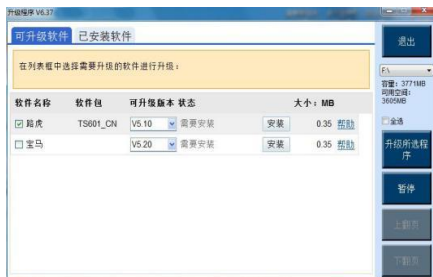 升级程序 V6.37
可升级软件 已安装软件
退出
在列表框中选择需要升级的软件进行升级：
F:\
容量：3771MB
可用空间：
3605MB
全选
软件名称 软件包 可升级版本 状态 大小：MB
路虎 TS601_CN V5.10 需要安装 安装 0.35 帮助
宝马 V5.20 需要安装 安装 0.35 帮助
升级所选程
序
暂停
上翻页
下翻页